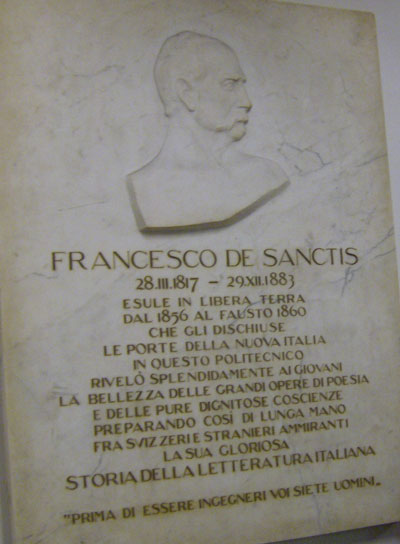 FRANCESCO DE SANCTIS
28.III.1817 – 29.XII.1883
ESULE IN LIBERA TERRA
DAL 1856 AL FAUSTO 1860
CHE GLI DISCHIUSE
LE PORTE DELLA NUOVA ITALIA
IN QUESTO POLITECNICO
RIVELÒ SPLENDIDAMENTE AI GIOVANI
LA BELLEZZA DELLE GRANDI OPERE DI POESIA
E DELLE PURE DIGNITOSE COSCIENZE
PREPARANDO COSÌ DI LUNGA MANO
FRA SVIZZERI E STRANIERI AMMIRANTI
LA SUA GLORIOSA
STORIA DELLA LETTERATURA ITALIANA
"PRIMA DI ESSERE INGEGNERI VOI SIETE UOMINI„